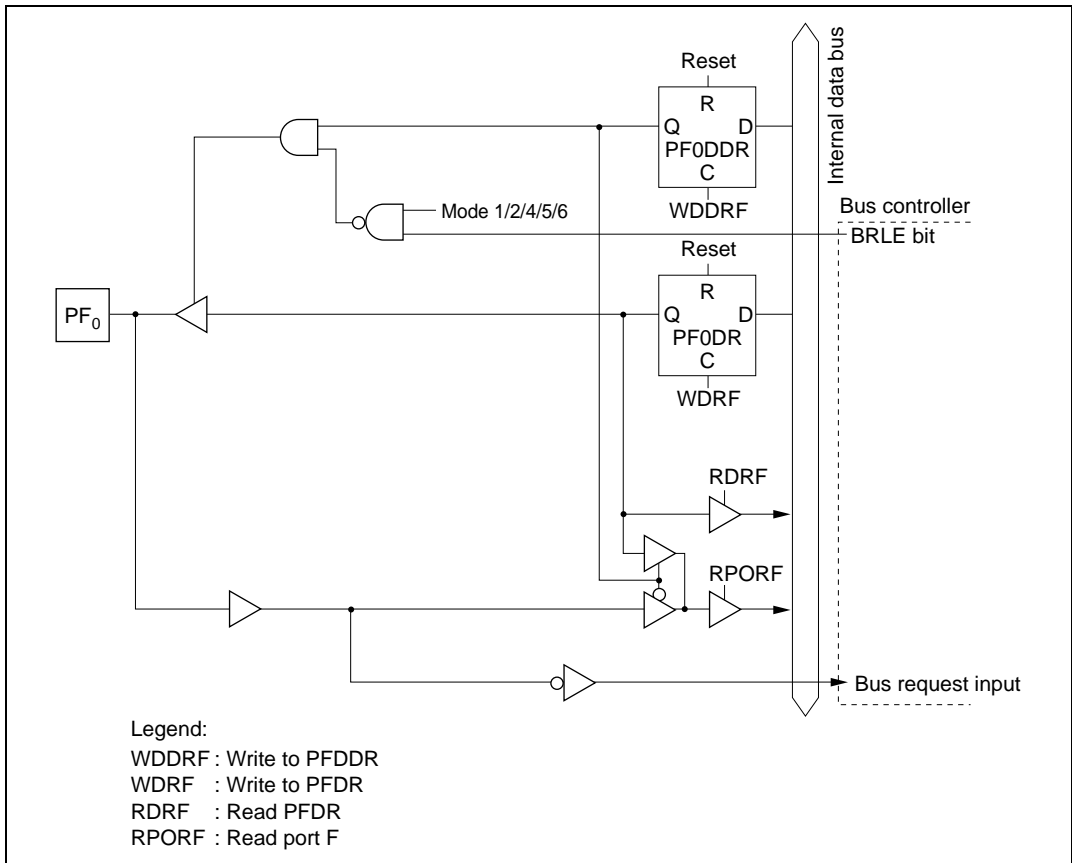 Reset
R
Q D
PF0DDR
C
WDDRF
Internal data bus
Mode 1/2/4/5/6
Bus controller
BRLE bit
Reset
R
Q D
PF0DR
C
WDRF
PF0
RDRF
RPORF
Bus request input
Legend:
WDDRF : Write to PFDDR
WDRF : Write to PFDR
RDRF : Read PFDR
RPORF : Read port F